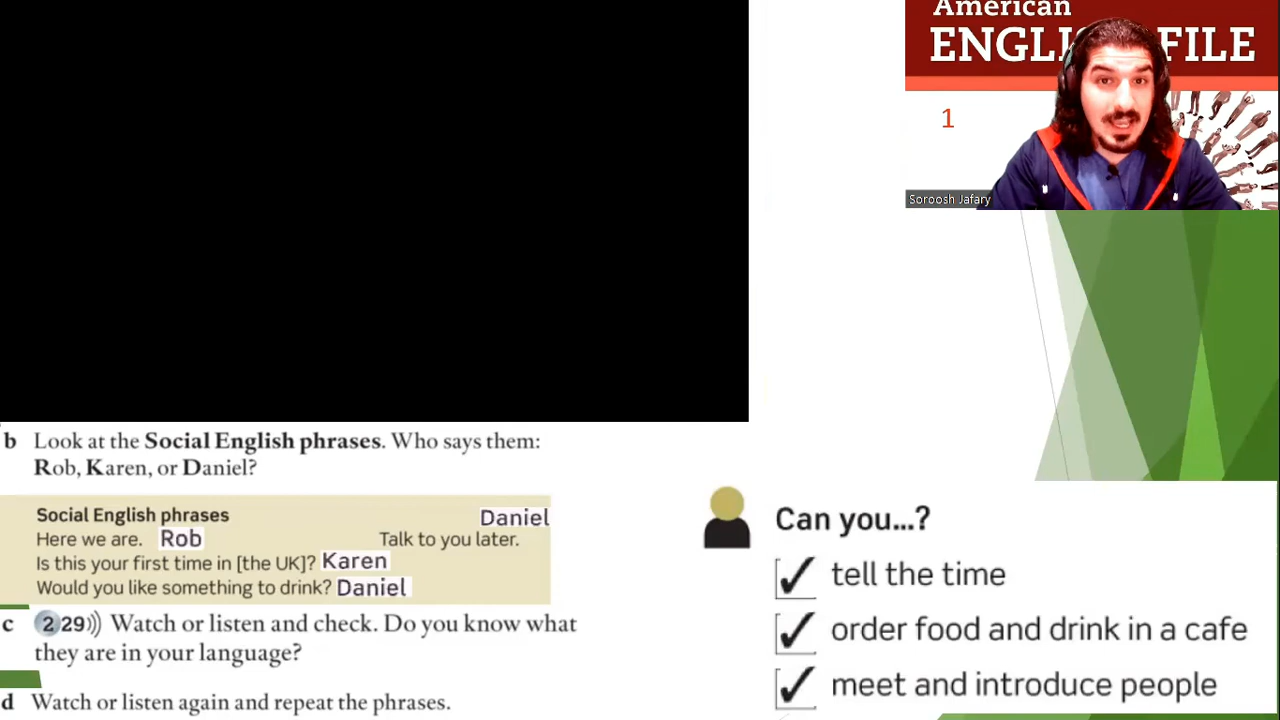 American
ENGLISH FILE
1
Soroosh Jafary
b Look at the Social English phrases. Who says them:
Rob, Karen, or Daniel?
Social English phrases
Daniel
Here we are. Rob
Talk to you later.
Is this your first time in [the UK]? Karen
Would you like something to drink? Daniel
c 2 29 Watch or listen and check. Do you know what
they are in your language?
d Watch or listen again and repeat the phrases.
Can you...?
✓ tell the time
✓ order food and drink in a cafe
✓ meet and introduce people